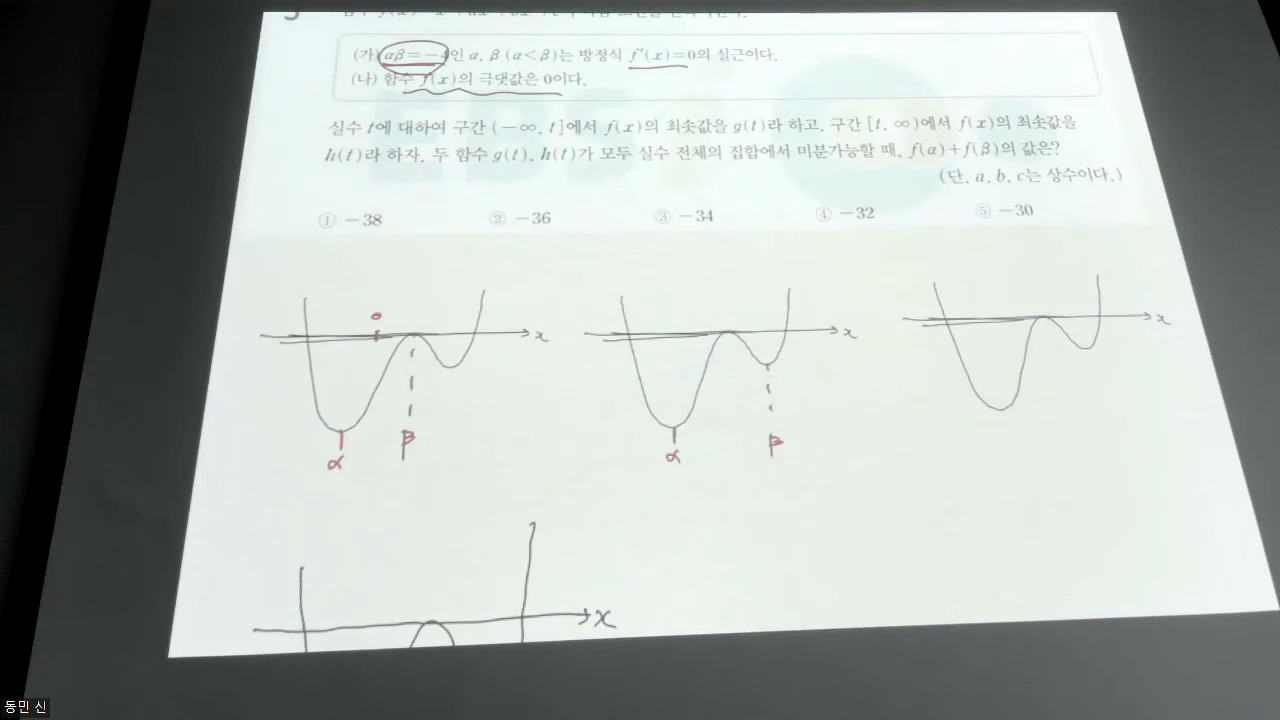 (가) αβ=-4인 α, β (α<β)는 방정식 f'(x)=0의 실근이다.
(나) 함수 f(x)의 극댓값은 0이다.
실수 t에 대하여 구간 (-∞, t]에서 f(x)의 최솟값을 g(t)라 하고, 구간 [t, ∞)에서 f(x)의 최솟값을
h(t)라 하자. 두 함수 g(t), h(t)가 모두 실수 전체의 집합에서 미분가능할 때, f(α)+f(β)의 값은?
(단, a, b, c는 상수이다.)
① -38 ② -36 ③ -34 ④ -32 ⑤ -30
0
x x x
α β α β
x
동민 신